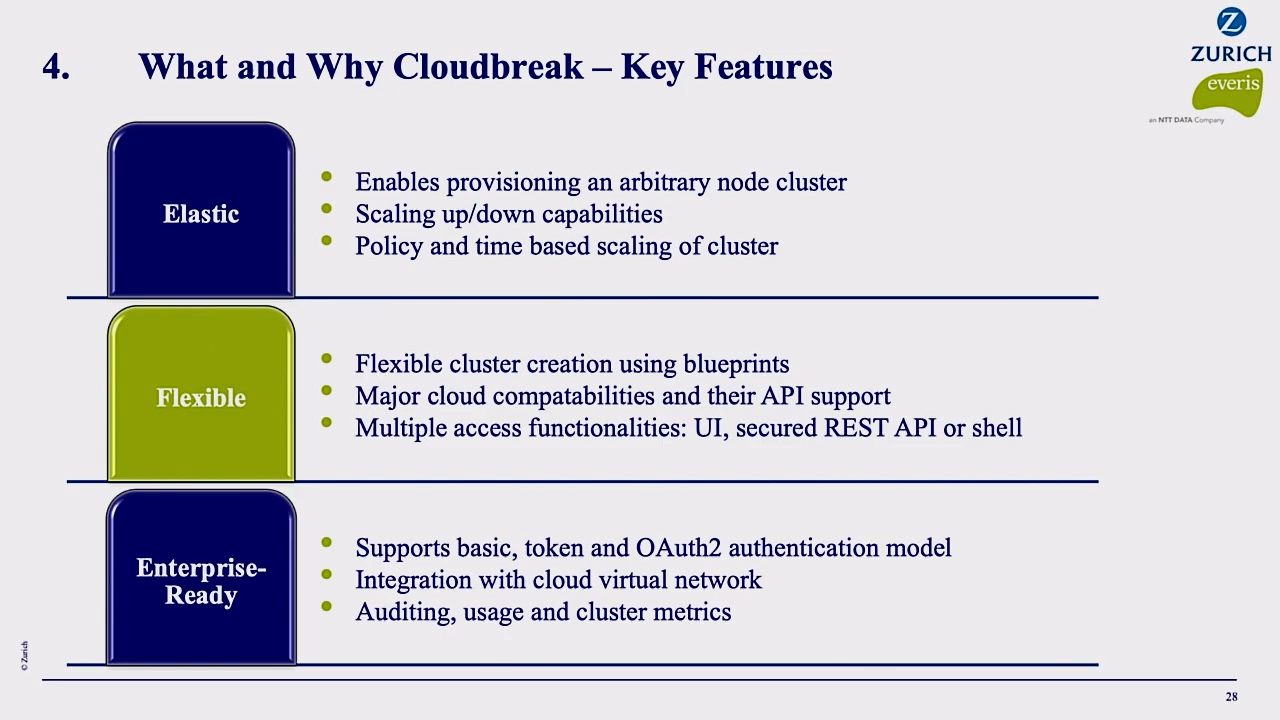 4. What and Why Cloudbreak – Key Features
Z
ZURICH
everis
an NTT DATA Company
Elastic
Enables provisioning an arbitrary node cluster
Scaling up/down capabilities
Policy and time based scaling of cluster
Flexible
Flexible cluster creation using blueprints
Major cloud compatabilities and their API support
Multiple access functionalities: UI, secured REST API or shell
Enterprise-
Ready
Supports basic, token and OAuth2 authentication model
Integration with cloud virtual network
Auditing, usage and cluster metrics
© Zurich
28